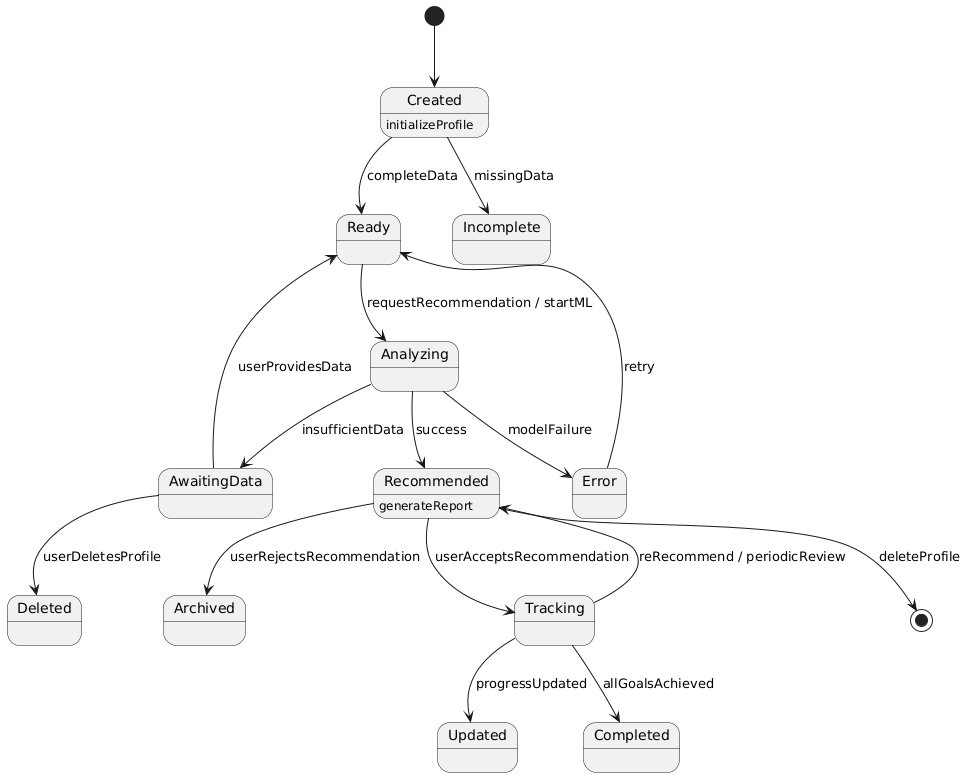 Created
initializeProfile
completeData
missingData
Ready
Incomplete
requestRecommendation / startML
Analyzing
userProvidesData
retry
insufficientData
success
modelFailure
AwaitingData
Recommended
generateReport
Error
userDeletesProfile
userRejectsRecommendation
userAcceptsRecommendation
reRecommend / periodicReview
deleteProfile
Deleted
Archived
Tracking
progressUpdated
allGoalsAchieved
Updated
Completed